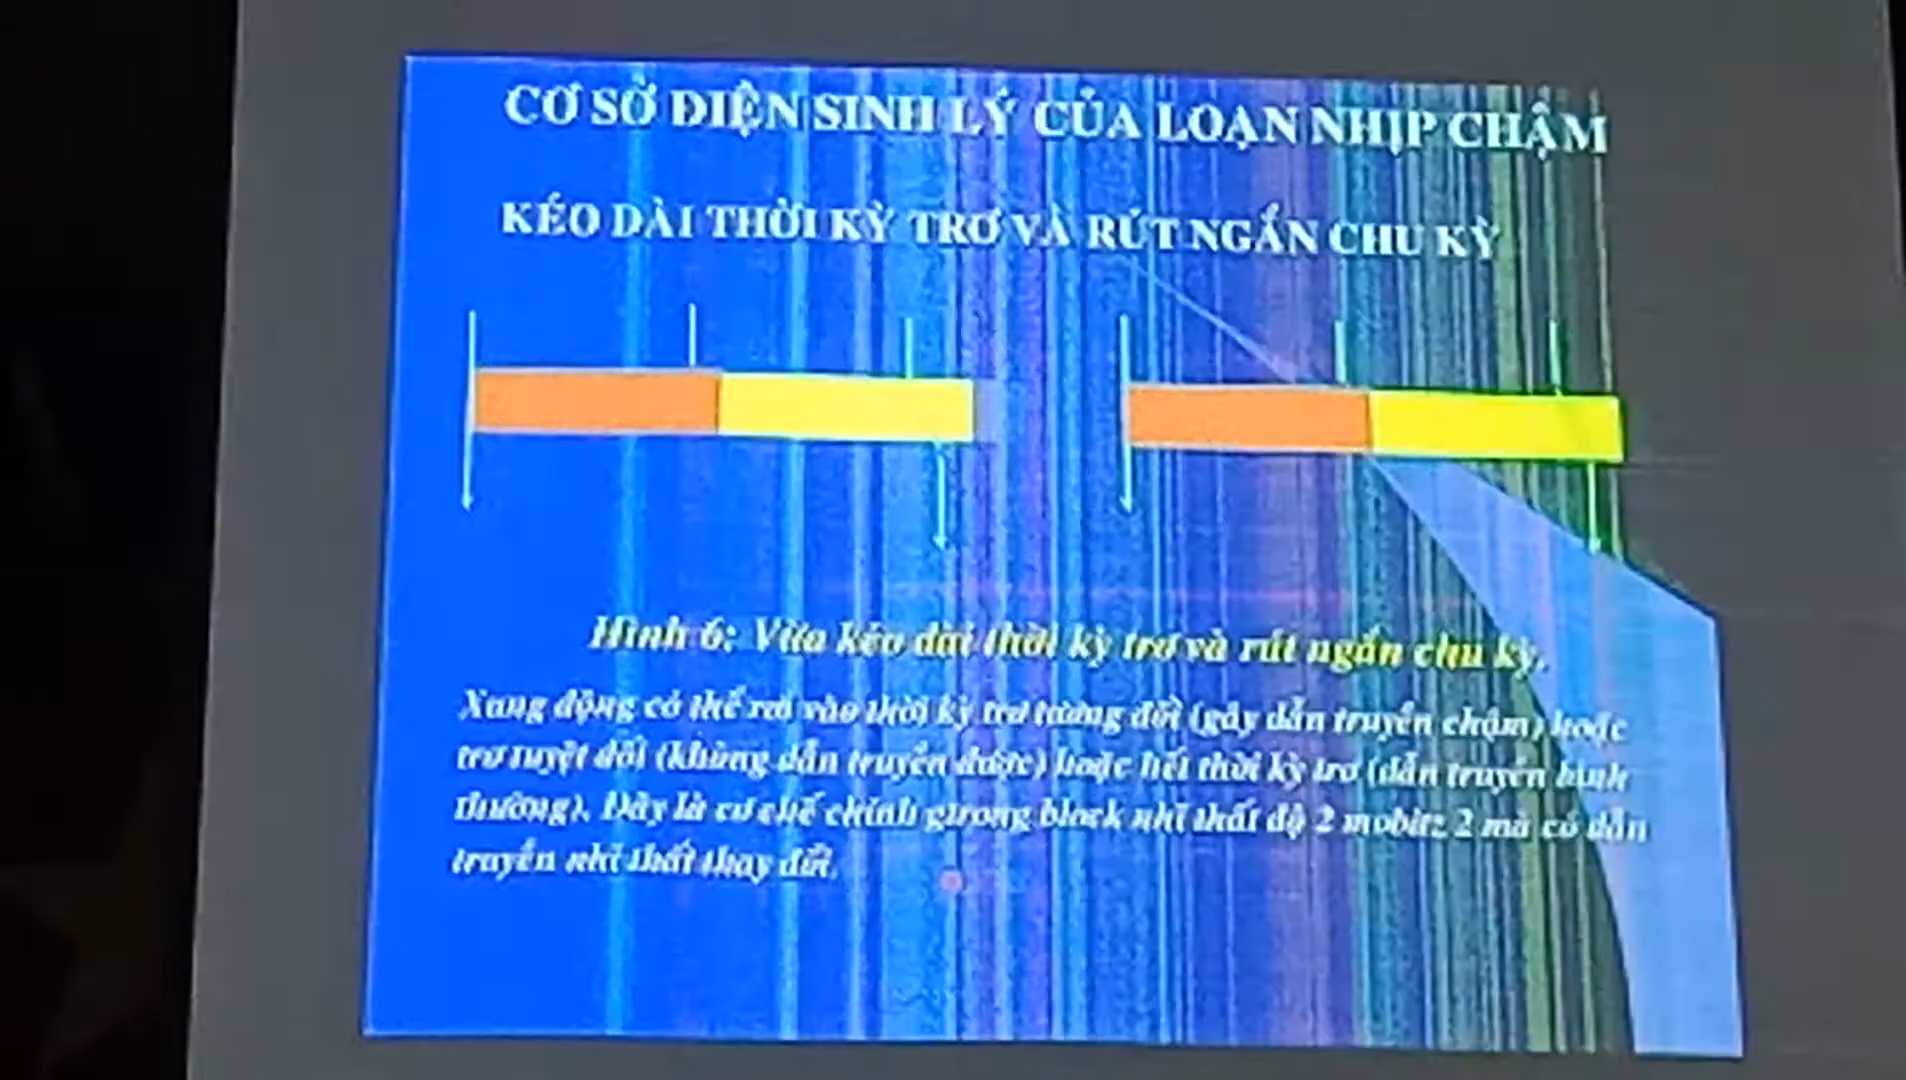 CƠ SỞ ĐIỆN SINH LÝ CỦA LOẠN NHỊP CHẬM
KÉO DÀI THỜI KỲ TRƠ VÀ RÚT NGẮN CHU KỲ
Hình 6: Vừa kéo dài thời kỳ trơ và rút ngắn chu kỳ.
Xung động có thể rơi vào thời kỳ trơ tương đối (gây dẫn truyền chậm) hoặc
trơ tuyệt đối (không dẫn truyền được) hoặc hết thời kỳ trơ (dẫn truyền bình
thường). Đây là cơ chế chính gtrong block nhĩ thất độ 2 mobitz 2 mà có dẫn
truyền nhĩ thất thay đổi.